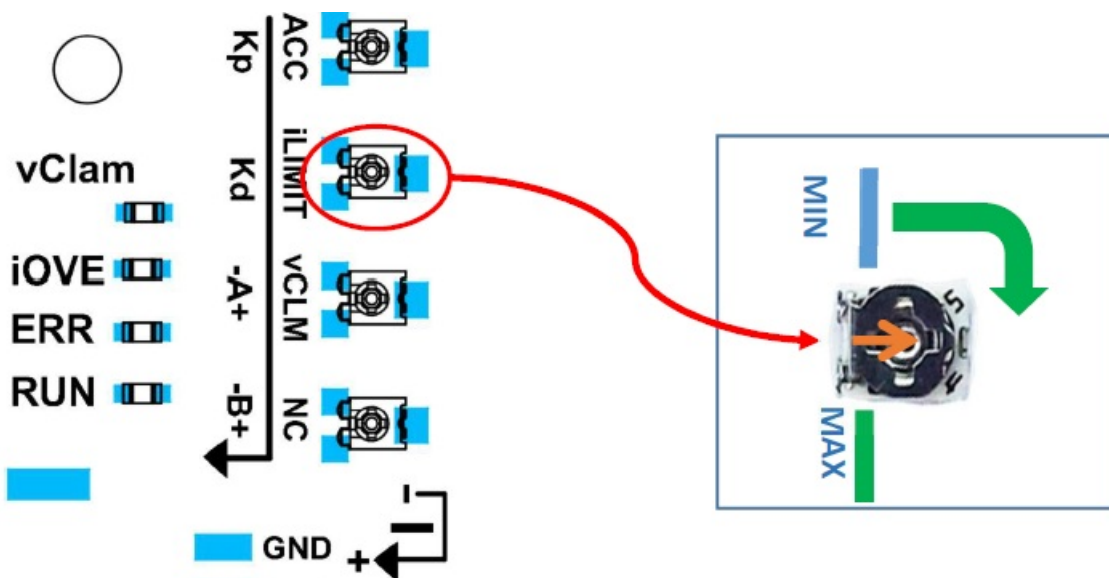 ACC
Kp
iLIMIT
Kd
vCLM
-A+
NC
-B+
vClam
iOVE
ERR
RUN
GND
-
+
MIN
MAX